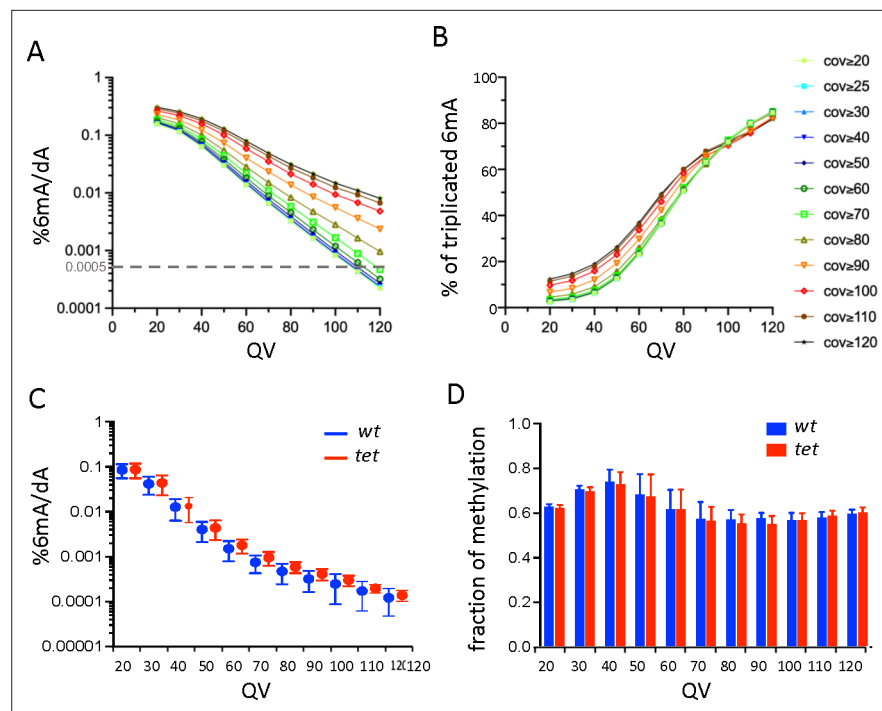 A
%6mA/dA
1
0.1
0.01
0.001
0.0005
0.0001
0 20 40 60 80 100 120
QV
B
% of triplicated 6mA
100
80
60
40
20
0
0 20 40 60 80 100 120
QV
cov≥20
cov≥25
cov≥30
cov≥40
cov≥50
cov≥60
cov≥70
cov≥80
cov≥90
cov≥100
cov≥110
cov≥120
C
%6mA/dA
1
0.1
0.01
0.001
0.0001
0.00001
wt
tet
20 30 40 50 60 70 80 90 100 110 120 120
QV
D
fraction of methylation
1.0
0.8
0.6
0.4
0.2
0.0
wt
tet
20 30 40 50 60 70 80 90 100 110 120
QV